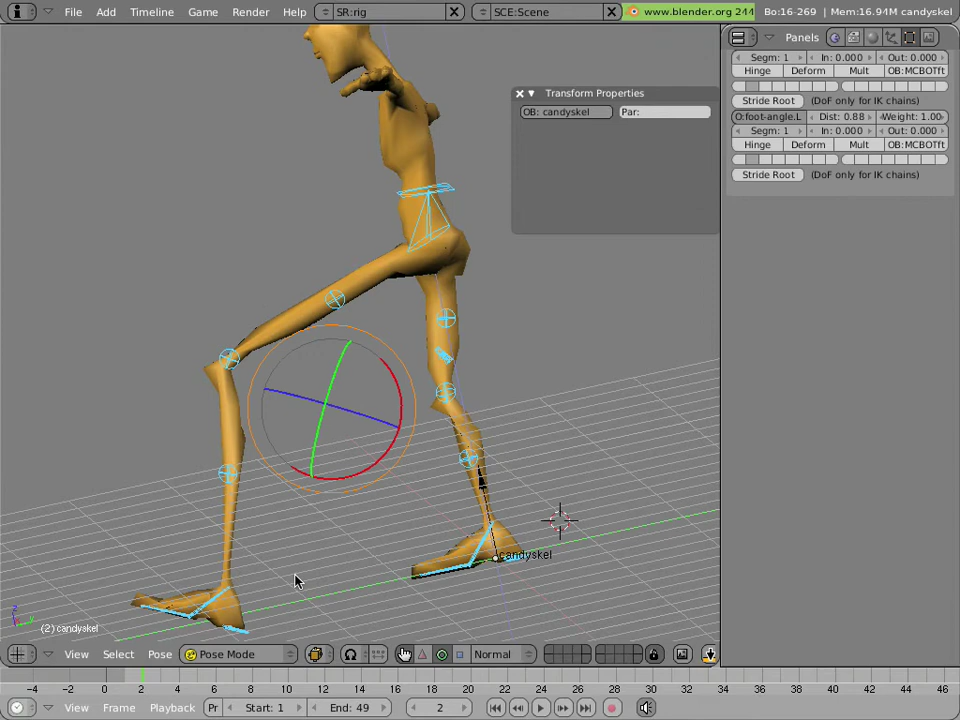 File Add Timeline Game Render Help SR:rig SCE:Scene www.blender.org 244 Bo:16-269 | Mem:16.94M candyskel
Panels
Segm: 1 In: 0.000 Out: 0.000
Hinge Deform Mult OB:MCBOTft
Stride Root (DoF only for IK chains)
O:foot-angle.L Dist: 0.88 Weight: 1.00
Segm: 1 In: 0.000 Out: 0.000
Hinge Deform Mult OB:MCBOTft
Stride Root (DoF only for IK chains)
Transform Properties
OB: candyskel Par:
candyskel
z
y
(2) candyskel
View Select Pose Pose Mode Normal
-4 -2 0 2 4 6 8 10 12 14 16 18 20 22 24 26 28 30 32 34 36 38 40 42 44 46
View Frame Playback Pr Start: 1 End: 49 2